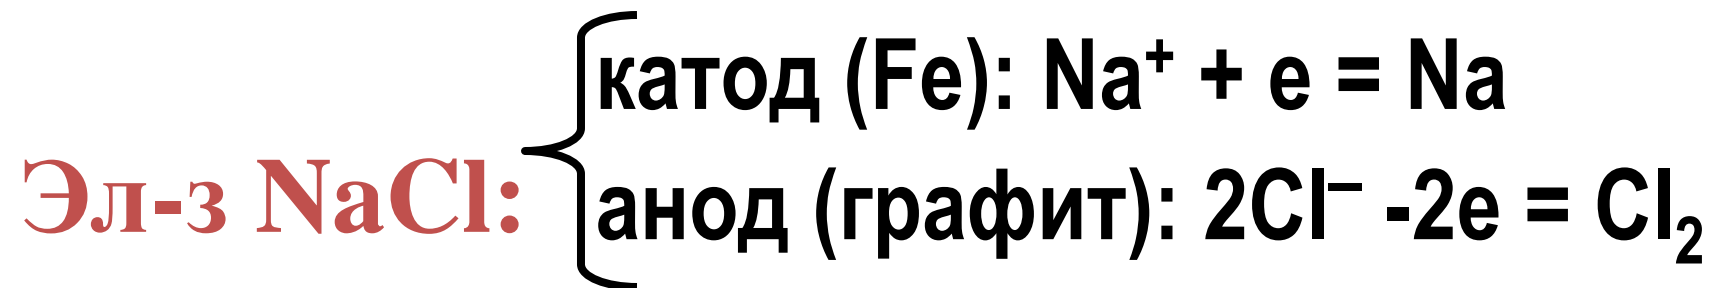 катод (Fe): Na⁺ + e = Na
Эл-з NaCl:
анод (графит): 2Cl⁻ -2e = Cl₂